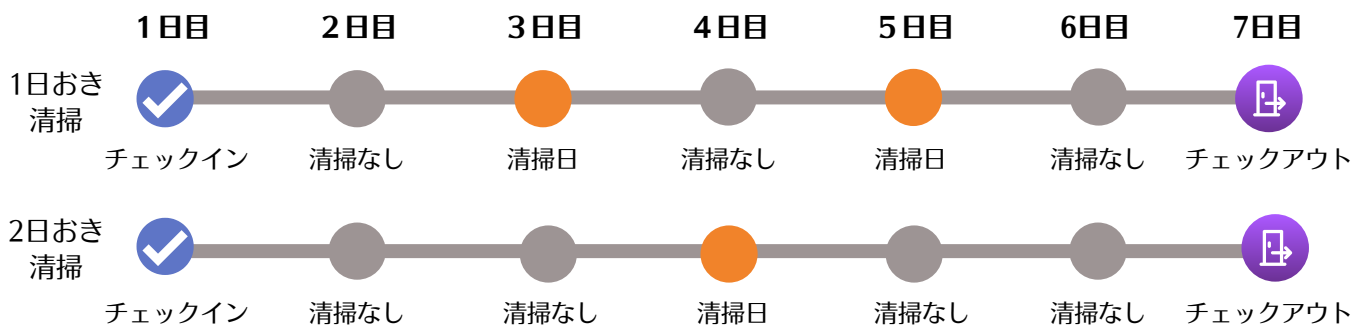 1日目 2日目 3日目 4日目 5日目 6日目 7日目
1日おき
清掃
チェックイン 清掃なし 清掃日 清掃なし 清掃日 清掃なし チェックアウト
2日おき
清掃
チェックイン 清掃なし 清掃なし 清掃日 清掃なし 清掃なし チェックアウト